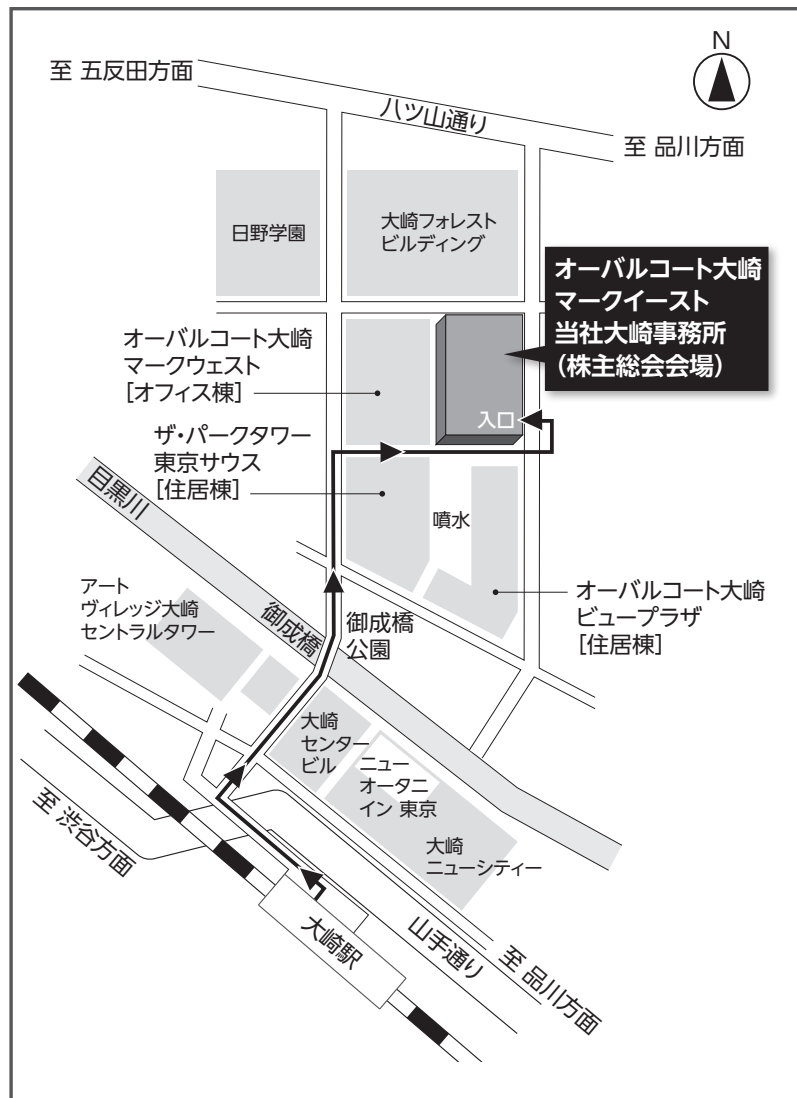 N
至 五反田方面
八ツ山通り
至 品川方面
日野学園
大崎フォレスト
ビルディング
オーバルコート大崎
マークイースト
当社大崎事務所
(株主総会会場)
オーバルコート大崎
マークウェスト
[オフィス棟]
入口
ザ・パークタワー
東京サウス
[住居棟]
目黒川
噴水
アート
ヴィレッジ大崎
セントラルタワー
御成橋
御成橋
公園
オーバルコート大崎
ビュープラザ
[住居棟]
大崎
センター
ビル
ニュー
オータニ
イン 東京
至 渋谷方面
大崎
ニューシティー
大崎駅
山手通り
至 品川方面